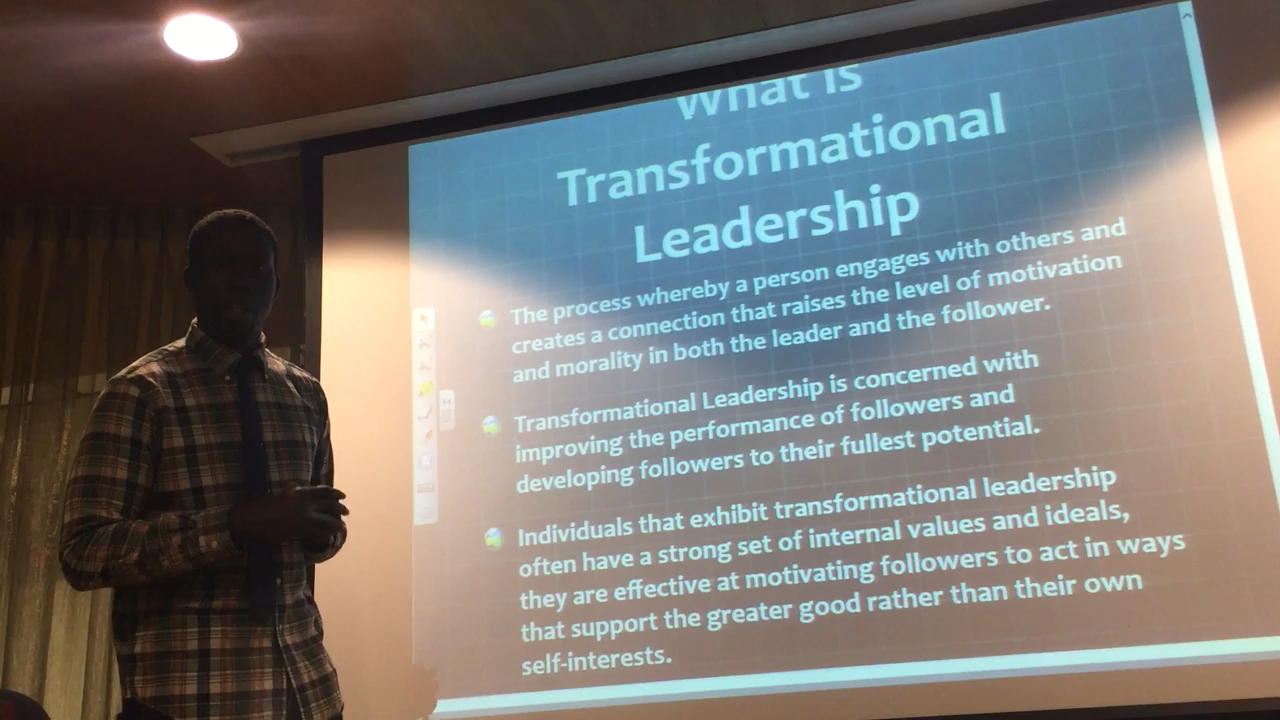 What is
Transformational
Leadership
The process whereby a person engages with others and
creates a connection that raises the level of motivation
and morality in both the leader and the follower.
Transformational Leadership is concerned with
improving the performance of followers and
developing followers to their fullest potential.
Individuals that exhibit transformational leadership
often have a strong set of internal values and ideals,
they are effective at motivating followers to act in ways
that support the greater good rather than their own
self-interests.